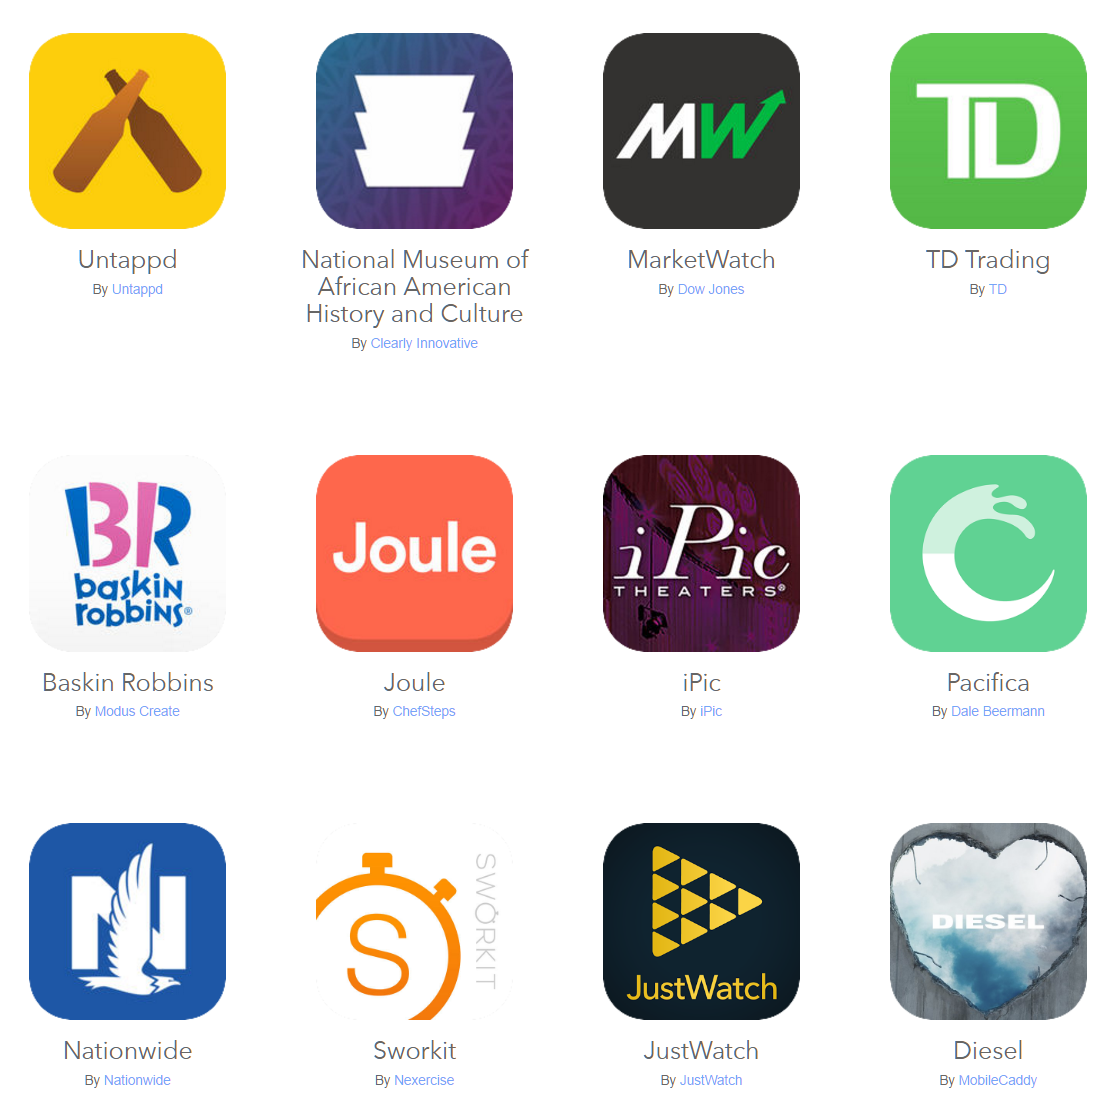 MW
TD
Untappd
By Untappd
National Museum of
African American
History and Culture
By Clearly Innovative
MarketWatch
By Dow Jones
TD Trading
By TD
BR
baskin
robbins®
Joule
iPic
THEATERS®
Baskin Robbins
By Modus Create
Joule
By ChefSteps
iPic
By iPic
Pacifica
By Dale Beermann
N
S
SWORKIT
JustWatch
DIESEL
Nationwide
By Nationwide
Sworkit
By Nexercise
JustWatch
By JustWatch
Diesel
By MobileCaddy